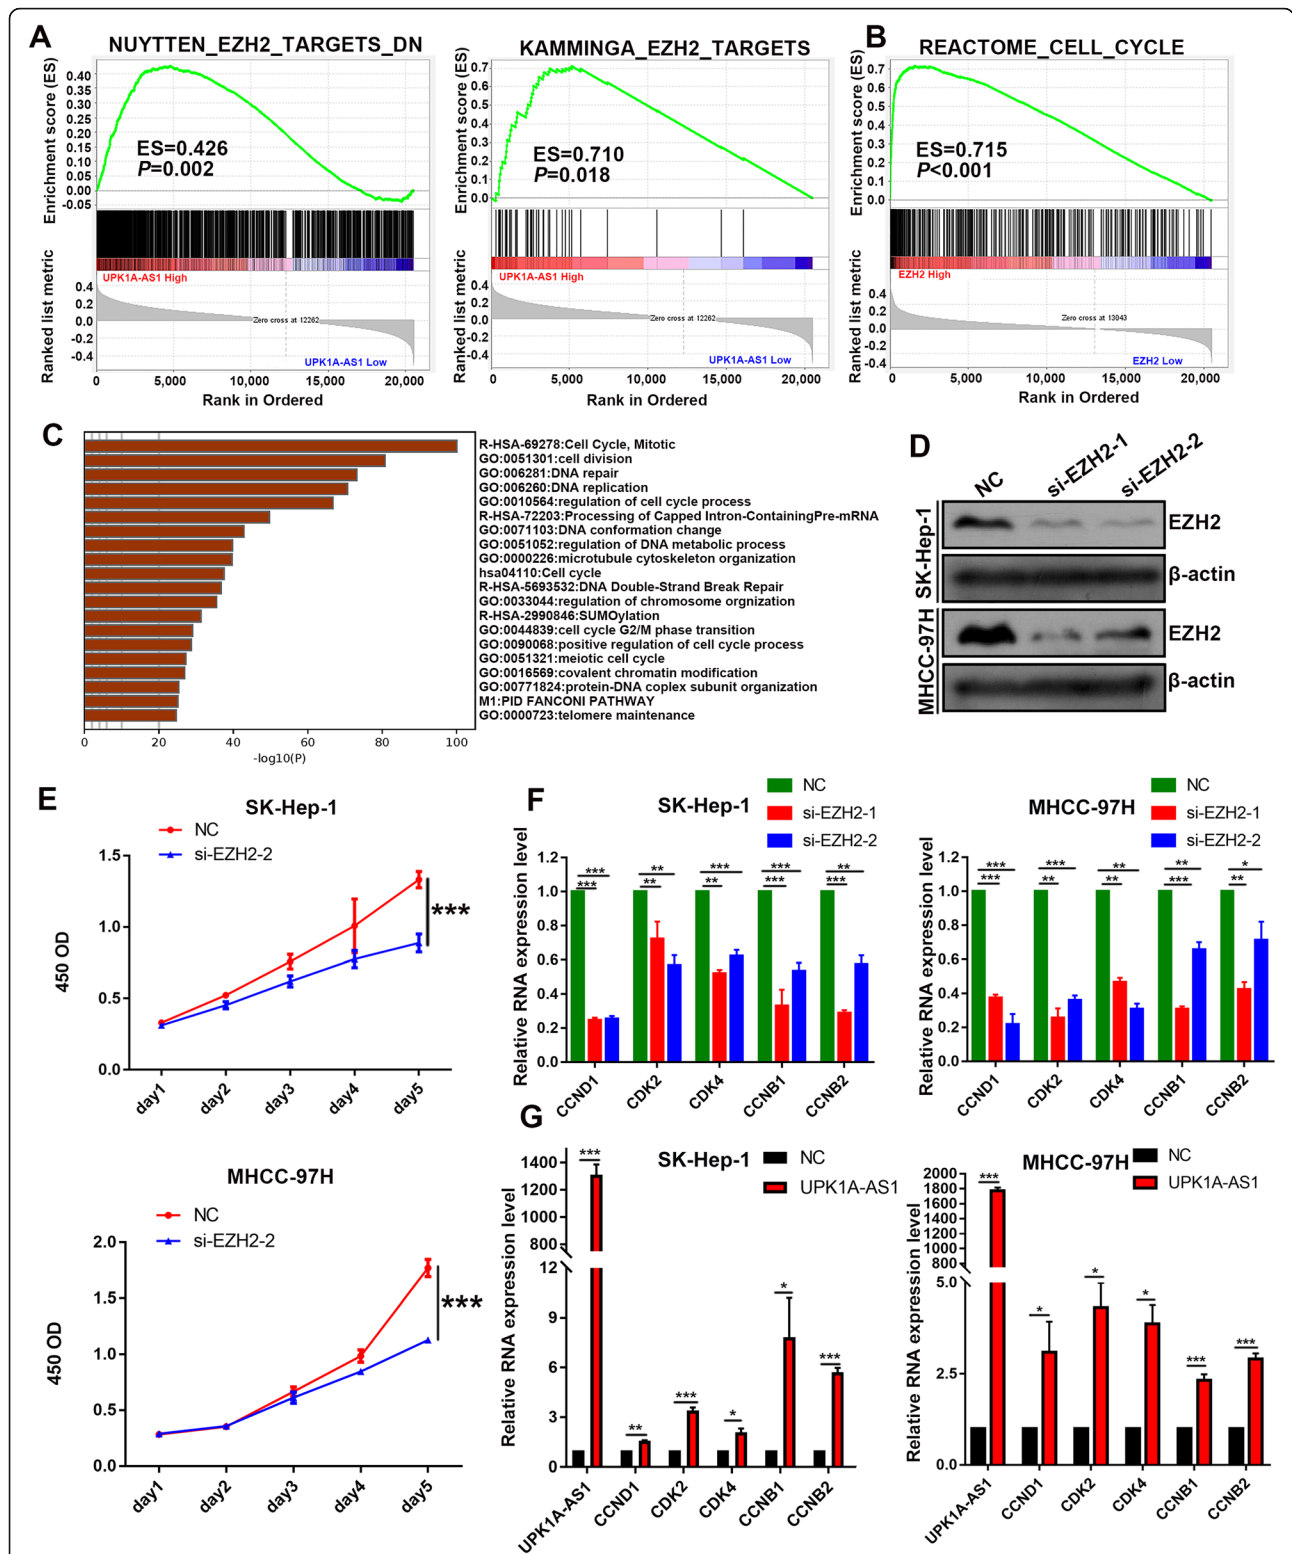 A
NUYTTEN_EZH2_TARGETS_DN
Enrichment score (ES)
0.40
0.35
0.30
0.25
0.20
0.15
0.10
0.05
0.00
-0.05
ES=0.426
P=0.002
UPK1A-AS1 High
Ranked list metric
0.4
0.2
0.0
-0.2
-0.4
Zero cross at 12262
UPK1A-AS1 Low
0 5,000 10,000 15,000 20,000
Rank in Ordered
KAMMINGA_EZH2_TARGETS
Enrichment score (ES)
0.7
0.6
0.5
0.4
0.3
0.2
0.1
0.0
ES=0.710
P=0.018
UPK1A-AS1 High
Ranked list metric
0.4
0.2
0.0
-0.2
-0.4
Zero cross at 12262
UPK1A-AS1 Low
0 5,000 10,000 15,000 20,000
Rank in Ordered
B
REACTOME_CELL_CYCLE
Enrichment score (ES)
0.7
0.6
0.5
0.4
0.3
0.2
0.1
0.0
ES=0.715
P<0.001
EZH2 High
Ranked list metric
0.4
0.2
0.0
-0.2
-0.4
Zero cross at 13043
EZH2 Low
0 5,000 10,000 15,000 20,000
Rank in Ordered
C
R-HSA-69278:Cell Cycle, Mitotic
GO:0051301:cell division
GO:006281:DNA repair
GO:006260:DNA replication
GO:0010564:regulation of cell cycle process
R-HSA-72203:Processing of Capped Intron-ContainingPre-mRNA
GO:0071103:DNA conformation change
GO:0051052:regulation of DNA metabolic process
GO:0000226:microtubule cytoskeleton organization
hsa04110:Cell cycle
R-HSA-5693532:DNA Double-Strand Break Repair
GO:0033044:regulation of chromosome orgnization
R-HSA-2990846:SUMOylation
GO:0044839:cell cycle G2/M phase transition
GO:0090068:positive regulation of cell cycle process
GO:0051321:meiotic cell cycle
GO:0016569:covalent chromatin modification
GO:00771824:protein-DNA coplex subunit organization
M1:PID FANCONI PATHWAY
GO:0000723:telomere maintenance
0 20 40 60 80 100
-log10(P)
D
NC si-EZH2-1 si-EZH2-2
SK-Hep-1
EZH2
β-actin
MHCC-97H
EZH2
β-actin
E
SK-Hep-1
NC
si-EZH2-2
450 OD
1.5
1.0
0.5
0.0
***
day1 day2 day3 day4 day5
MHCC-97H
NC
si-EZH2-2
450 OD
2.0
1.5
1.0
0.5
0.0
***
day1 day2 day3 day4 day5
F
SK-Hep-1
NC
si-EZH2-1
si-EZH2-2
Relative RNA expression level
1.2
1.0
0.8
0.6
0.4
0.2
0.0
*** ** *** *** **
*** ** ** *** ***
CCND1 CDK2 CDK4 CCNB1 CCNB2
MHCC-97H
NC
si-EZH2-1
si-EZH2-2
Relative RNA expression level
1.2
1.0
0.8
0.6
0.4
0.2
0.0
*** *** ** ** *
*** ** ** *** **
CCND1 CDK2 CDK4 CCNB1 CCNB2
G
SK-Hep-1
NC
UPK1A-AS1
Relative RNA expression level
1400
1200
1000
800
12
9
6
3
0
*** ** *** * * ***
UPK1A-AS1 CCND1 CDK2 CDK4 CCNB1 CCNB2
MHCC-97H
NC
UPK1A-AS1
Relative RNA expression level
2000
1800
1600
1400
1200
1000
800
5.0
2.5
0.0
*** * * * *** ***
UPK1A-AS1 CCND1 CDK2 CDK4 CCNB1 CCNB2